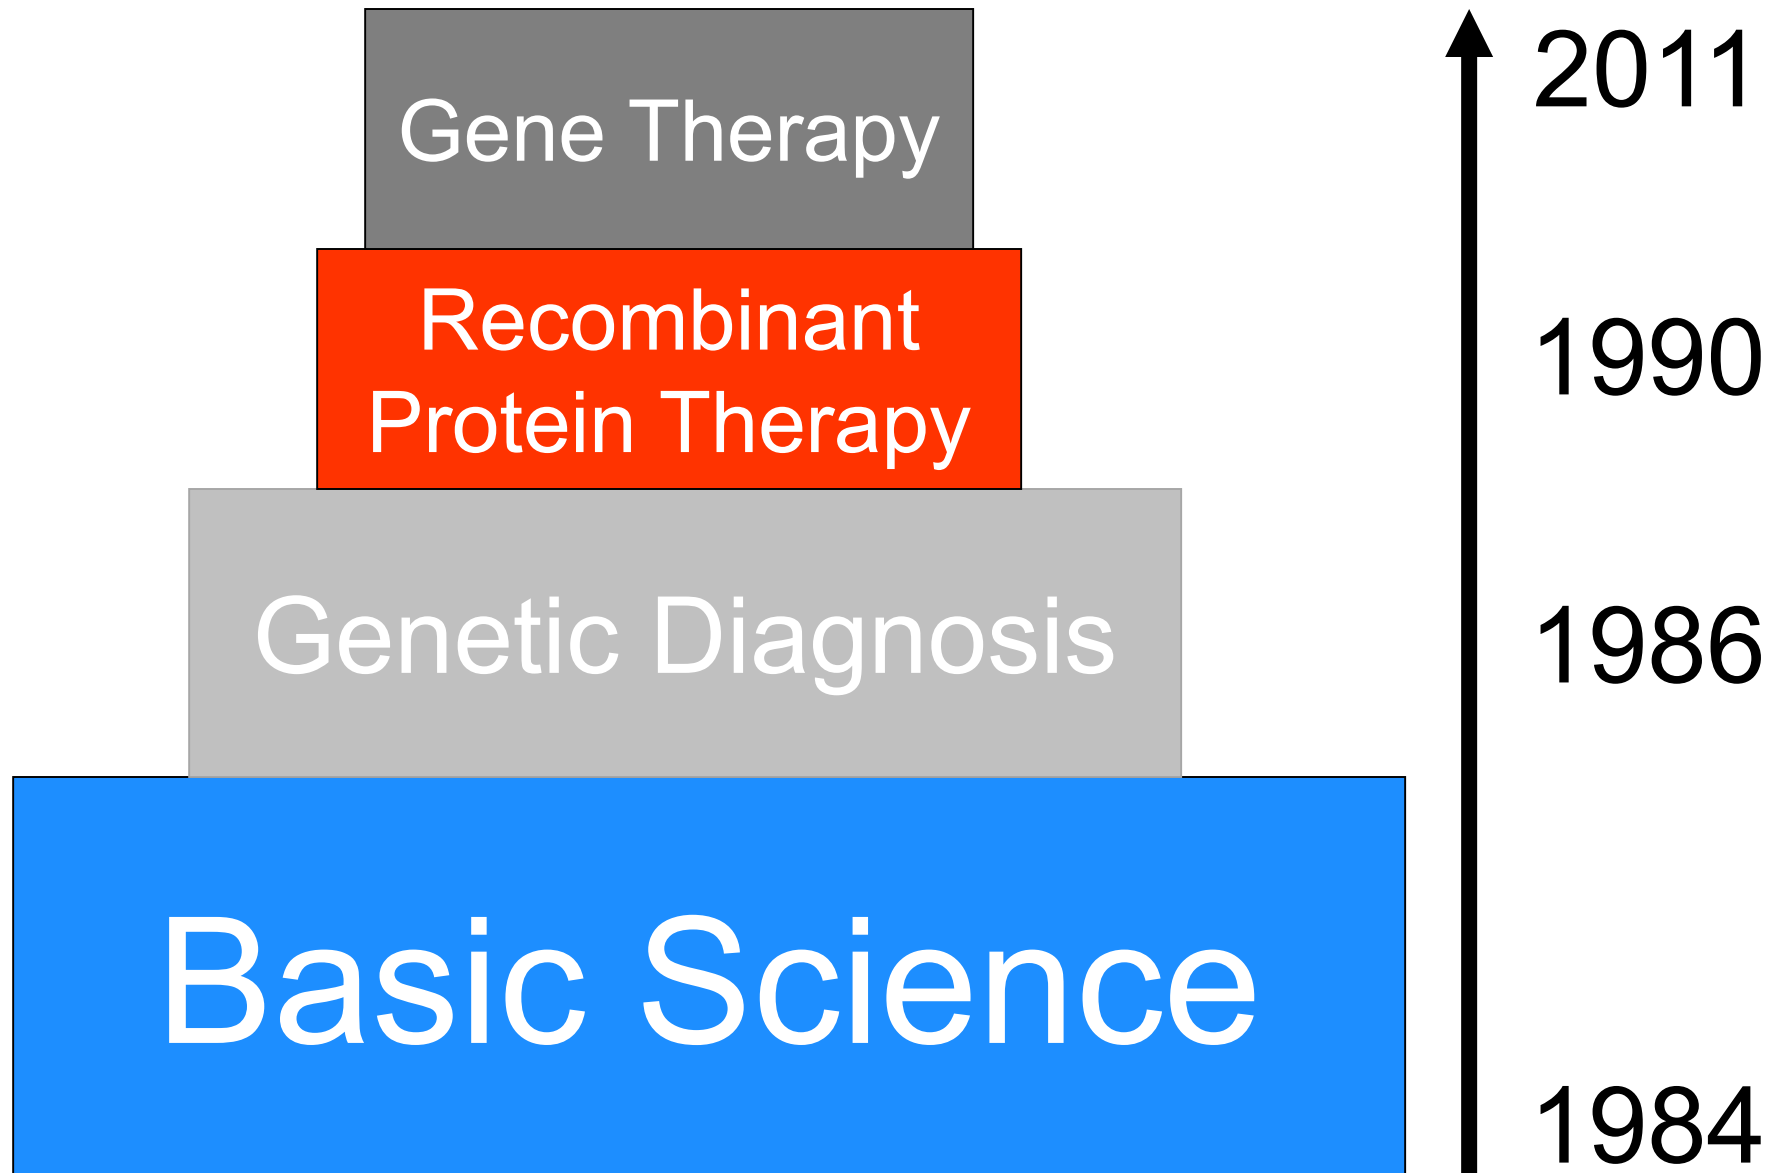 Gene Therapy
2011
Recombinant
Protein Therapy
1990
Genetic Diagnosis
1986
Basic Science
1984